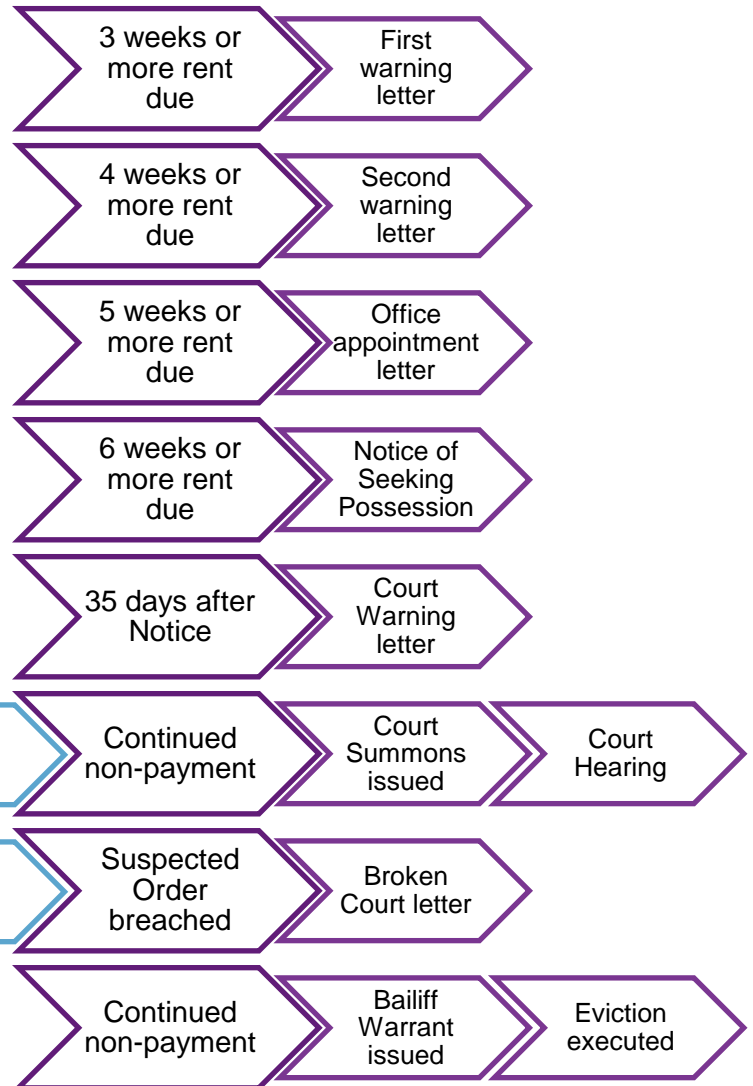 3 weeks or
more rent
due
First
warning
letter
4 weeks or
more rent
due
Second
warning
letter
5 weeks or
more rent
due
Office
appointment
letter
6 weeks or
more rent
due
Notice of
Seeking
Possession
35 days after
Notice
Court
Warning
letter
Continued
non-payment
Court
Summons
issued
Court
Hearing
Suspected
Order
breached
Broken
Court letter
Continued
non-payment
Bailiff
Warrant
issued
Eviction
executed